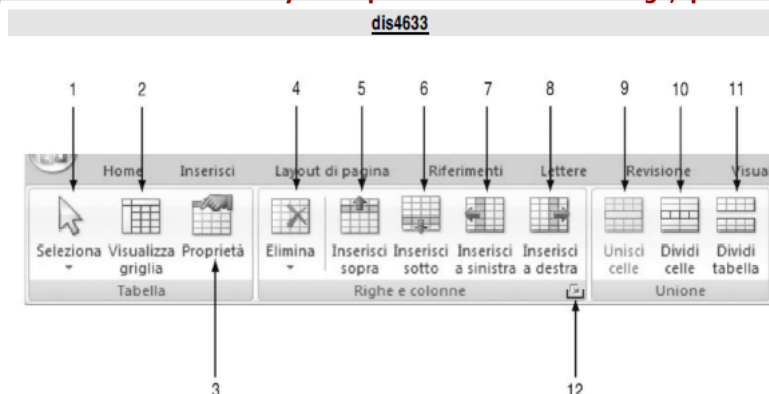 dis4633
1 2 4 5 6 7 8 9 10 11
Home Inserisci Layout di pagina Riferimenti Lettere Revisione Visua
Seleziona Visualizza griglia Proprietà Elimina Inserisci sopra Inserisci sotto Inserisci a sinistra Inserisci a destra Unisci celle Dividi celle Dividi tabella
Tabella Righe e colonne Unione
3 12